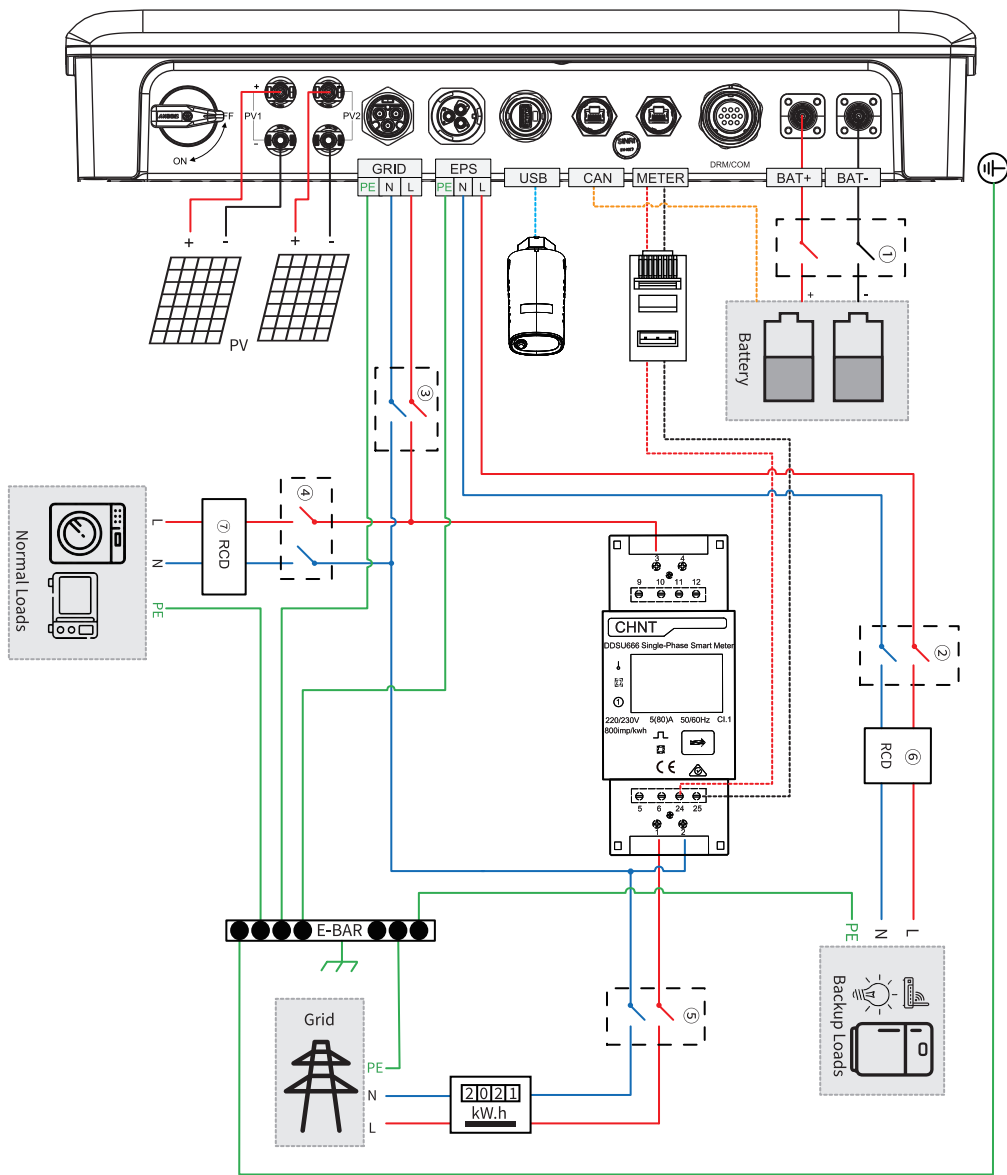 +
-
PV1
PV2
ON
GRID
EPS
PE N L
PE N L
USB
CAN
METER
DRM/COM
BAT+
BAT-
+ -
+ -
PV
①
+ -
Battery
③
④
⑦ RCD
L
N
PE
Normal Loads
②
⑥ RCD
3 4
9 10 11 12
CHNT
DDSU666 Single-Phase Smart Meter
①
220/230V 5(80)A 50/60Hz Cl.1
800imp/kwh
CE
5 6 24 25
1 2
E-BAR
PE
N
L
Backup Loads
⑤
Grid
PE
N
L
2021
kW.h